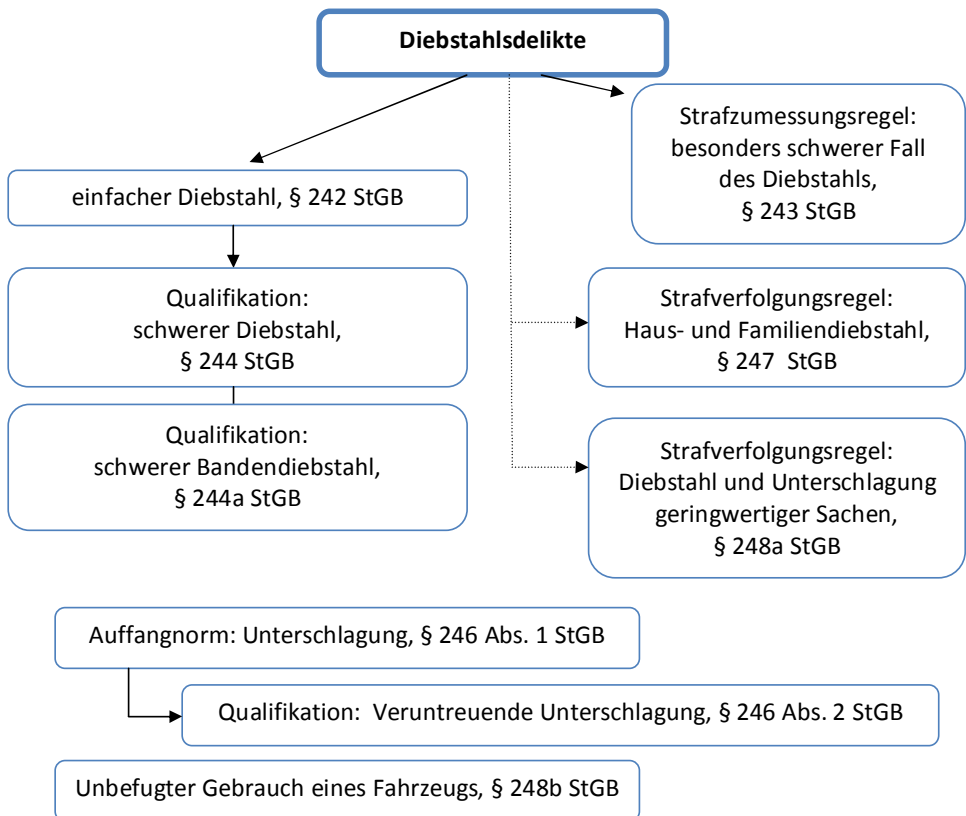 Diebstahlsdelikte
Strafzumessungsregel:
besonders schwerer Fall
des Diebstahls,
§ 243 StGB
einfacher Diebstahl, § 242 StGB
Qualifikation:
schwerer Diebstahl,
§ 244 StGB
Strafverfolgungsregel:
Haus- und Familiendiebstahl,
§ 247 StGB
Qualifikation:
schwerer Bandendiebstahl,
§ 244a StGB
Strafverfolgungsregel:
Diebstahl und Unterschlagung
geringwertiger Sachen,
§ 248a StGB
Auffangnorm: Unterschlagung, § 246 Abs. 1 StGB
Qualifikation: Veruntreuende Unterschlagung, § 246 Abs. 2 StGB
Unbefugter Gebrauch eines Fahrzeugs, § 248b StGB